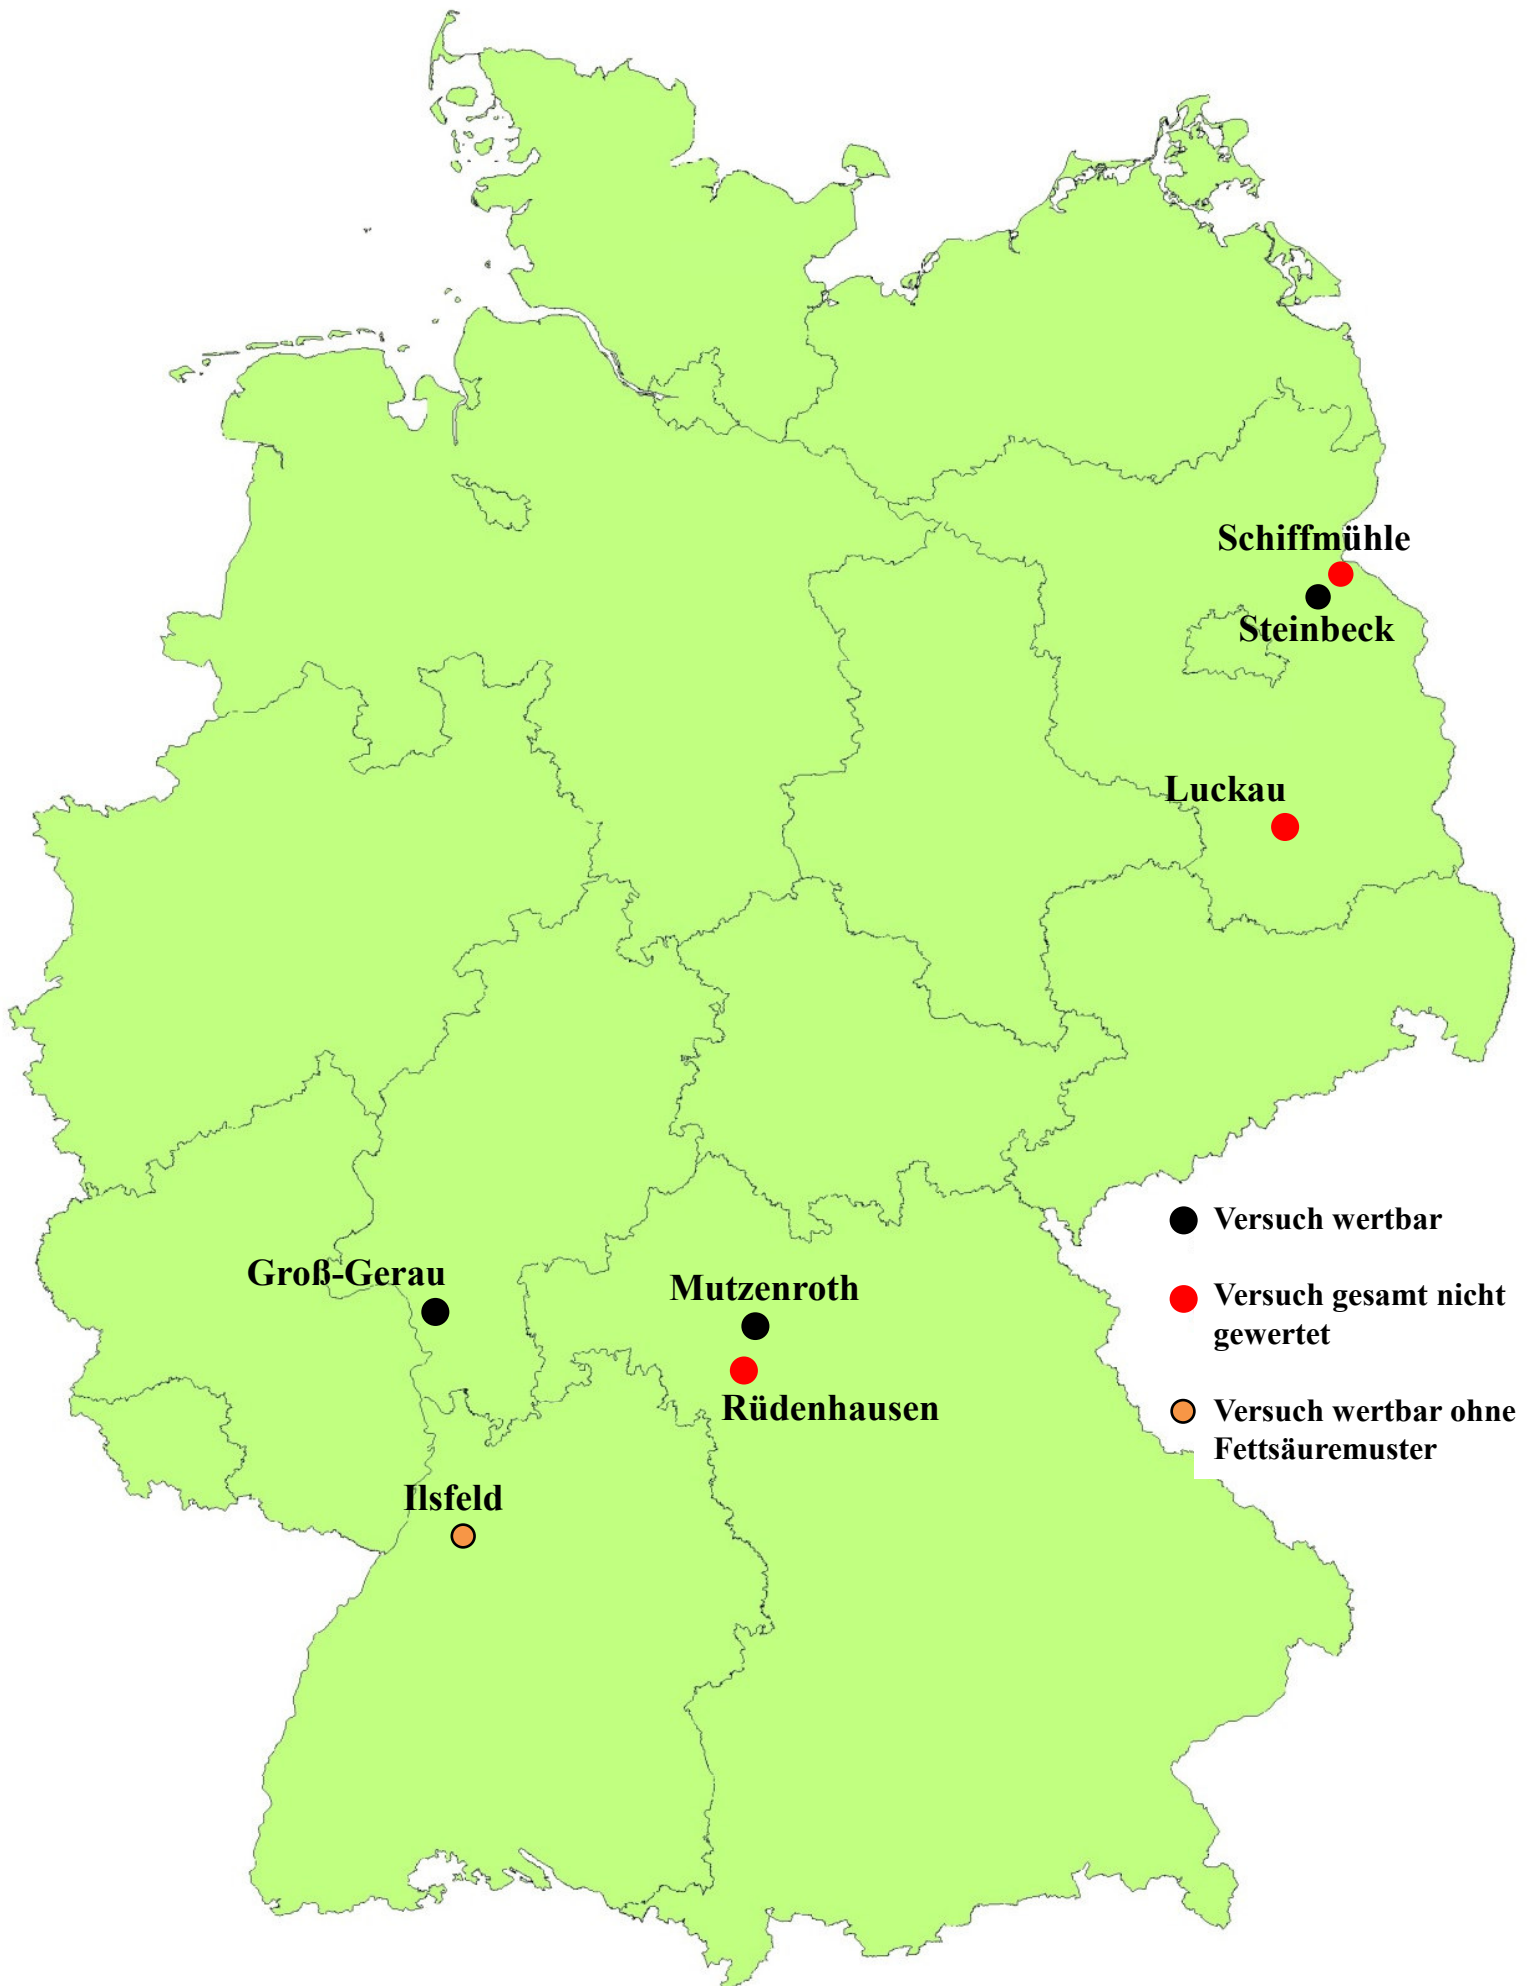 Schiffmühle
Steinbeck
Luckau
Versuch wertbar
Groß-Gerau
Mutzenroth
Versuch gesamt nicht
gewertet
Rüdenhausen
Versuch wertbar ohne
Fettsäuremuster
Ilsfeld